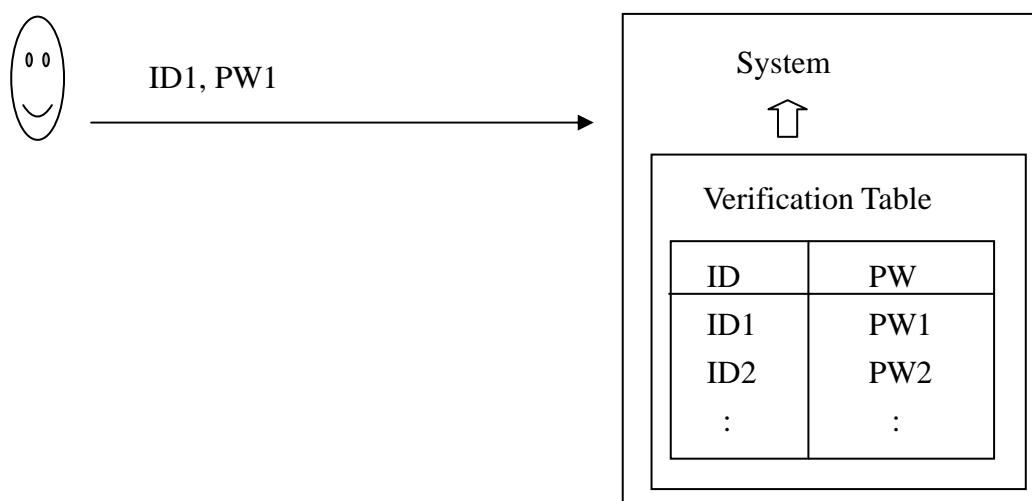 ID1, PW1
System
Verification Table
ID PW
ID1 PW1
ID2 PW2
: :